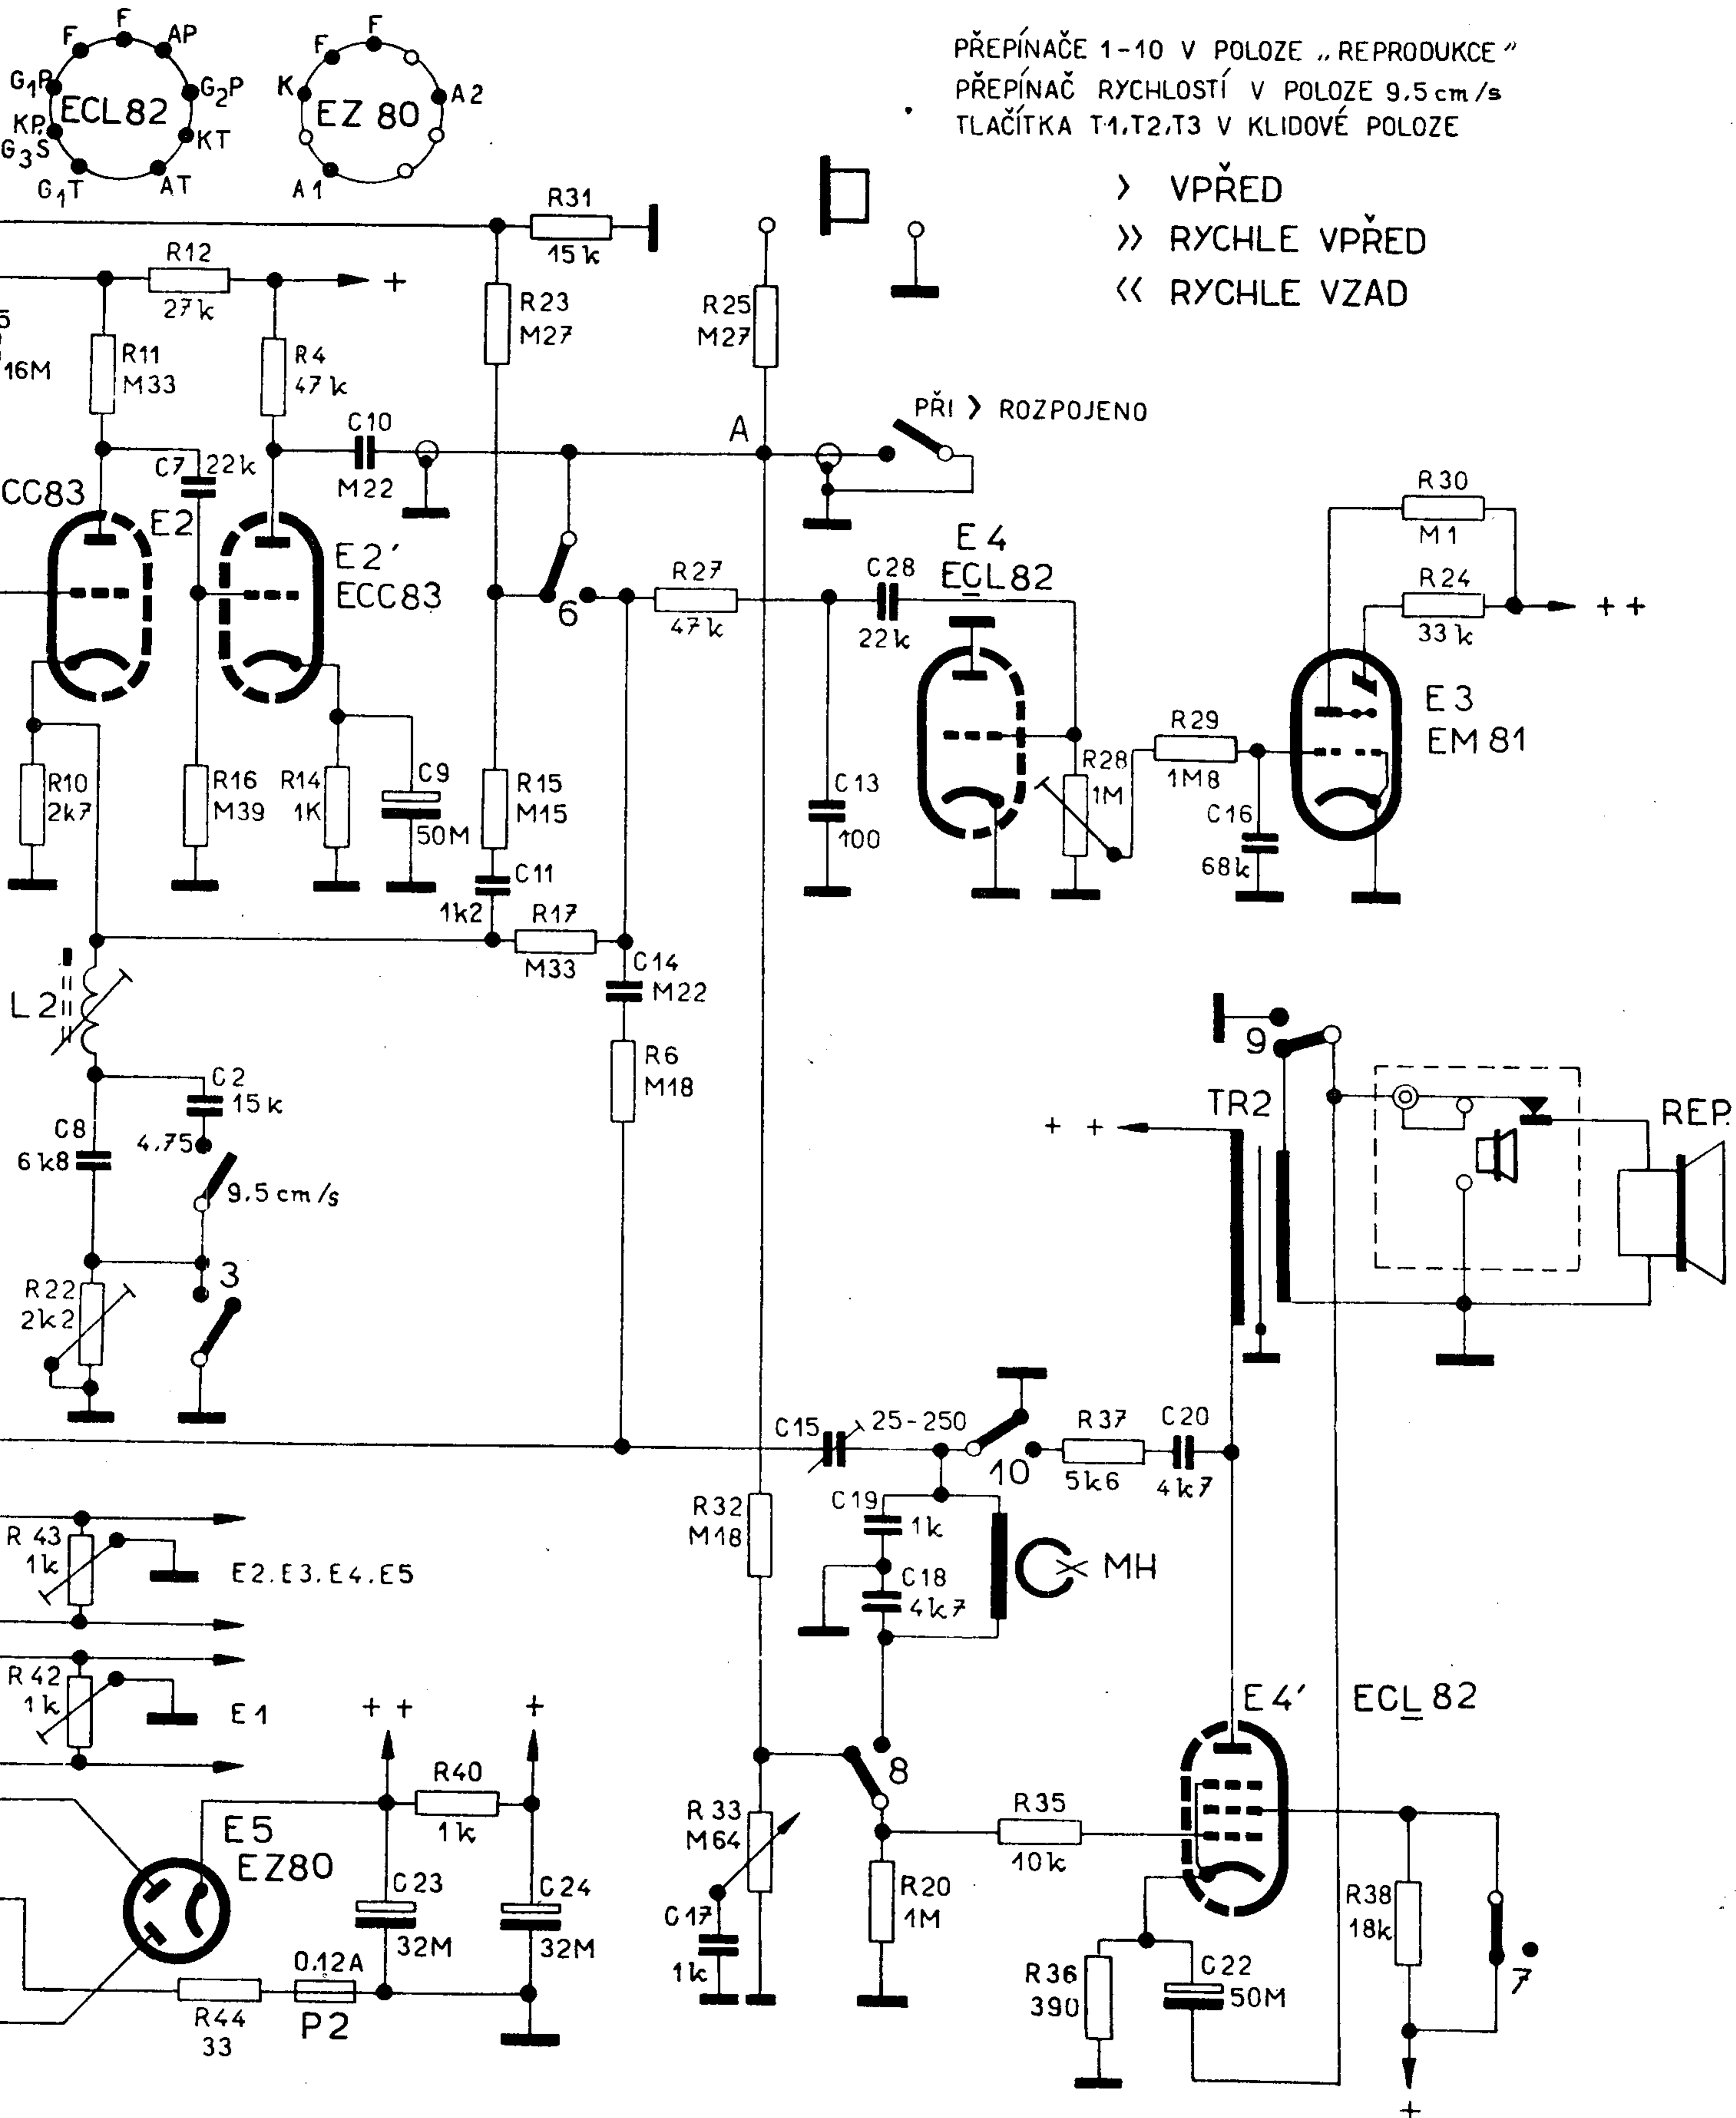 F
F
AP
G1P
G2P
ECL82
KP.
G3S
KT
G1T
AT
F
F
K
A2
EZ 80
A1
PŘEPÍNAČE 1-10 V POLOZE „REPRODUKCE"
PŘEPÍNAČ RYCHLOSTÍ V POLOZE 9.5 cm/s
TLAČÍTKA T1.T2.T3 V KLIDOVÉ POLOZE
> VPŘED
>> RYCHLE VPŘED
<< RYCHLE VZAD
R31
15k
R12
27k
+
5
16M
R11
M33
R4
47k
R23
M27
R25
M27
C10
M22
A
PŘI > ROZPOJENO
C7 22k
CC83
E2
E2'
ECC83
6
R27
47k
C28
22k
E4
ECL82
R30
M1
R24
33k
+ +
E3
EM81
R29
1M8
R28
1M
C16
68k
R10
2k7
R16
M39
R14
1K
C9
50M
R15
M15
C13
100
C11
1k2
R17
M33
C14
M22
L2
R6
M18
C2
15k
C8
6k8
4.75
9.5 cm/s
3
R22
2k2
9
TR2
+ +
REP.
C15
25-250
10
R37
5k6
C20
4k7
R32
M18
C19
1k
C18
4k7
MH
R 43
1k
E2.E3.E4.E5
R 42
1k
E1
+ +
+
R40
1k
E5
EZ80
C23
32M
C24
32M
0.12A
P2
R44
33
8
R 33
M64
C17
1k
R20
1M
R35
10k
E4'
ECL82
R36
390
C22
50M
R38
18k
7
+